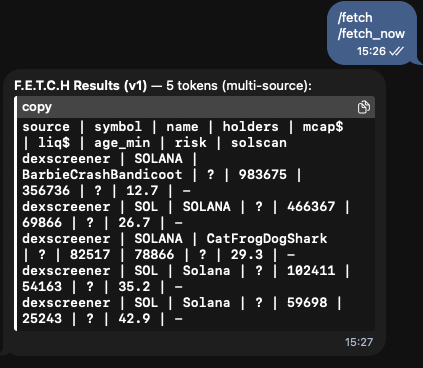 /fetch
/fetch_now
15:26
F.E.T.C.H Results (v1) — 5 tokens (multi-source):
copy
source | symbol | name | holders | mcap$
| liq$ | age_min | risk | solscan
dexscreener | SOLANA |
BarbieCrashBandicoot | ? | 983675 |
356736 | ? | 12.7 | —
dexscreener | SOL | SOLANA | ? | 466367 |
69866 | ? | 26.7 | —
dexscreener | SOLANA | CatFrogDogShark
| ? | 82517 | 78866 | ? | 29.3 | —
dexscreener | SOL | Solana | ? | 102411 |
54163 | ? | 35.2 | —
dexscreener | SOL | Solana | ? | 59698 |
25243 | ? | 42.9 | —
15:27